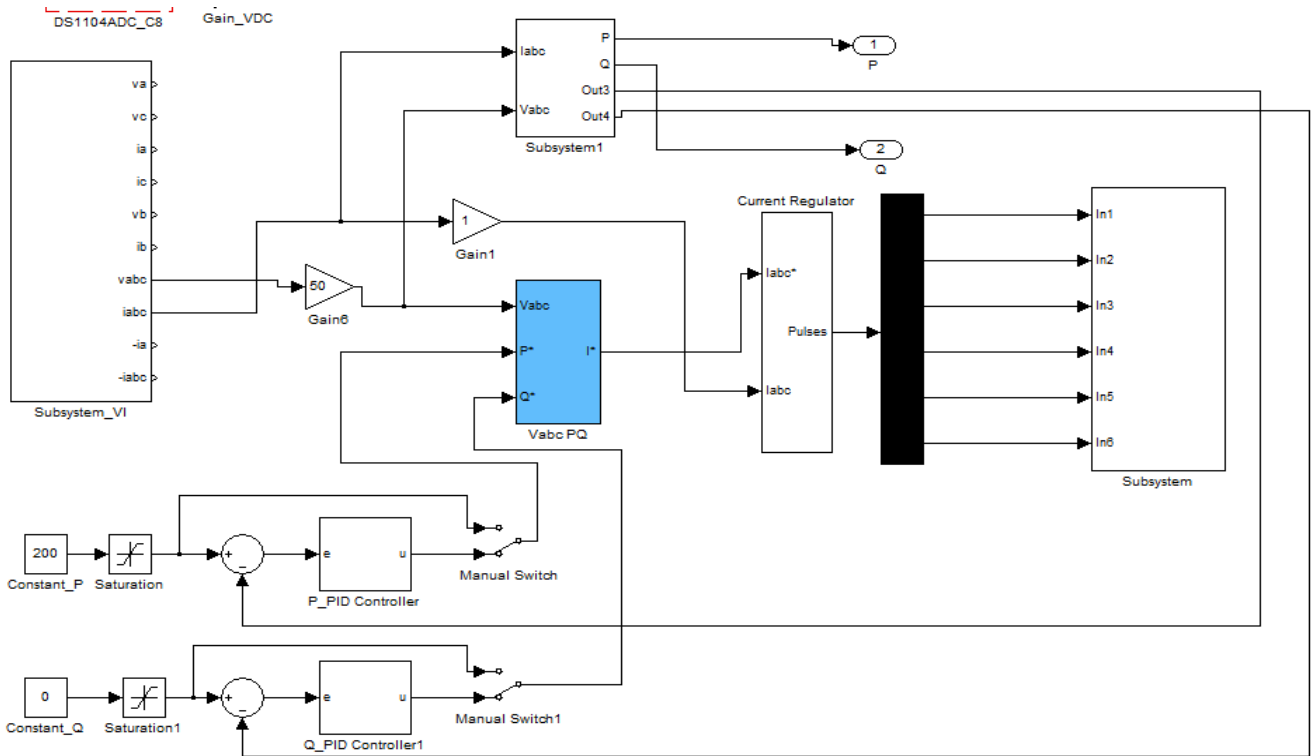 DS1104ADC_C8
Gain_VDC
va
vc
ia
ic
vb
ib
vabc
iabc
-ia
-iabc
Subsystem_VI
Iabc
Vabc
P
Q
Out3
Out4
Subsystem1
1
P
2
Q
1
Gain1
50
Gain6
Vabc
P*
Q*
I*
Vabc PQ
Current Regulator
Iabc*
Iabc
Pulses
In1
In2
In3
In4
In5
In6
Subsystem
200
Constant_P
Saturation
+
−
e
u
P_PID Controller
Manual Switch
0
Constant_Q
Saturation1
+
−
e
u
Q_PID Controller1
Manual Switch1